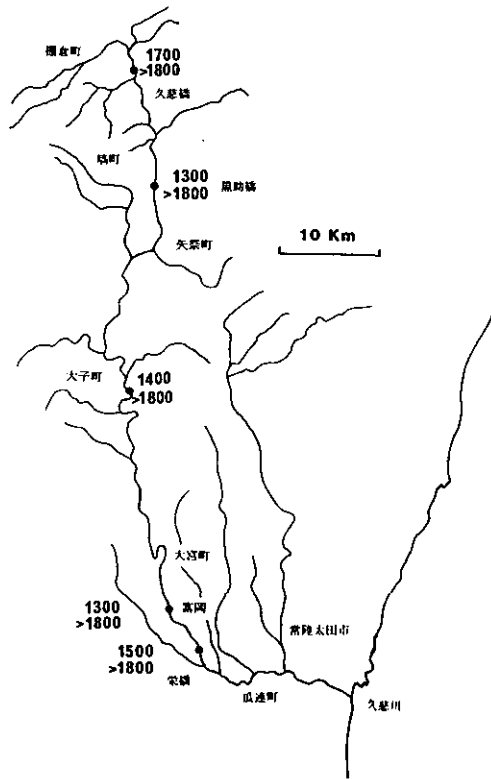 棚倉町
1700
>1800
久慈橋
塙町
1300
>1800
黒助橋
矢祭町
10 Km
大子町
1400
>1800
大宮町
富岡
1300
>1800
1500
>1800
栄橋
瓜連町
常陸太田市
久慈川